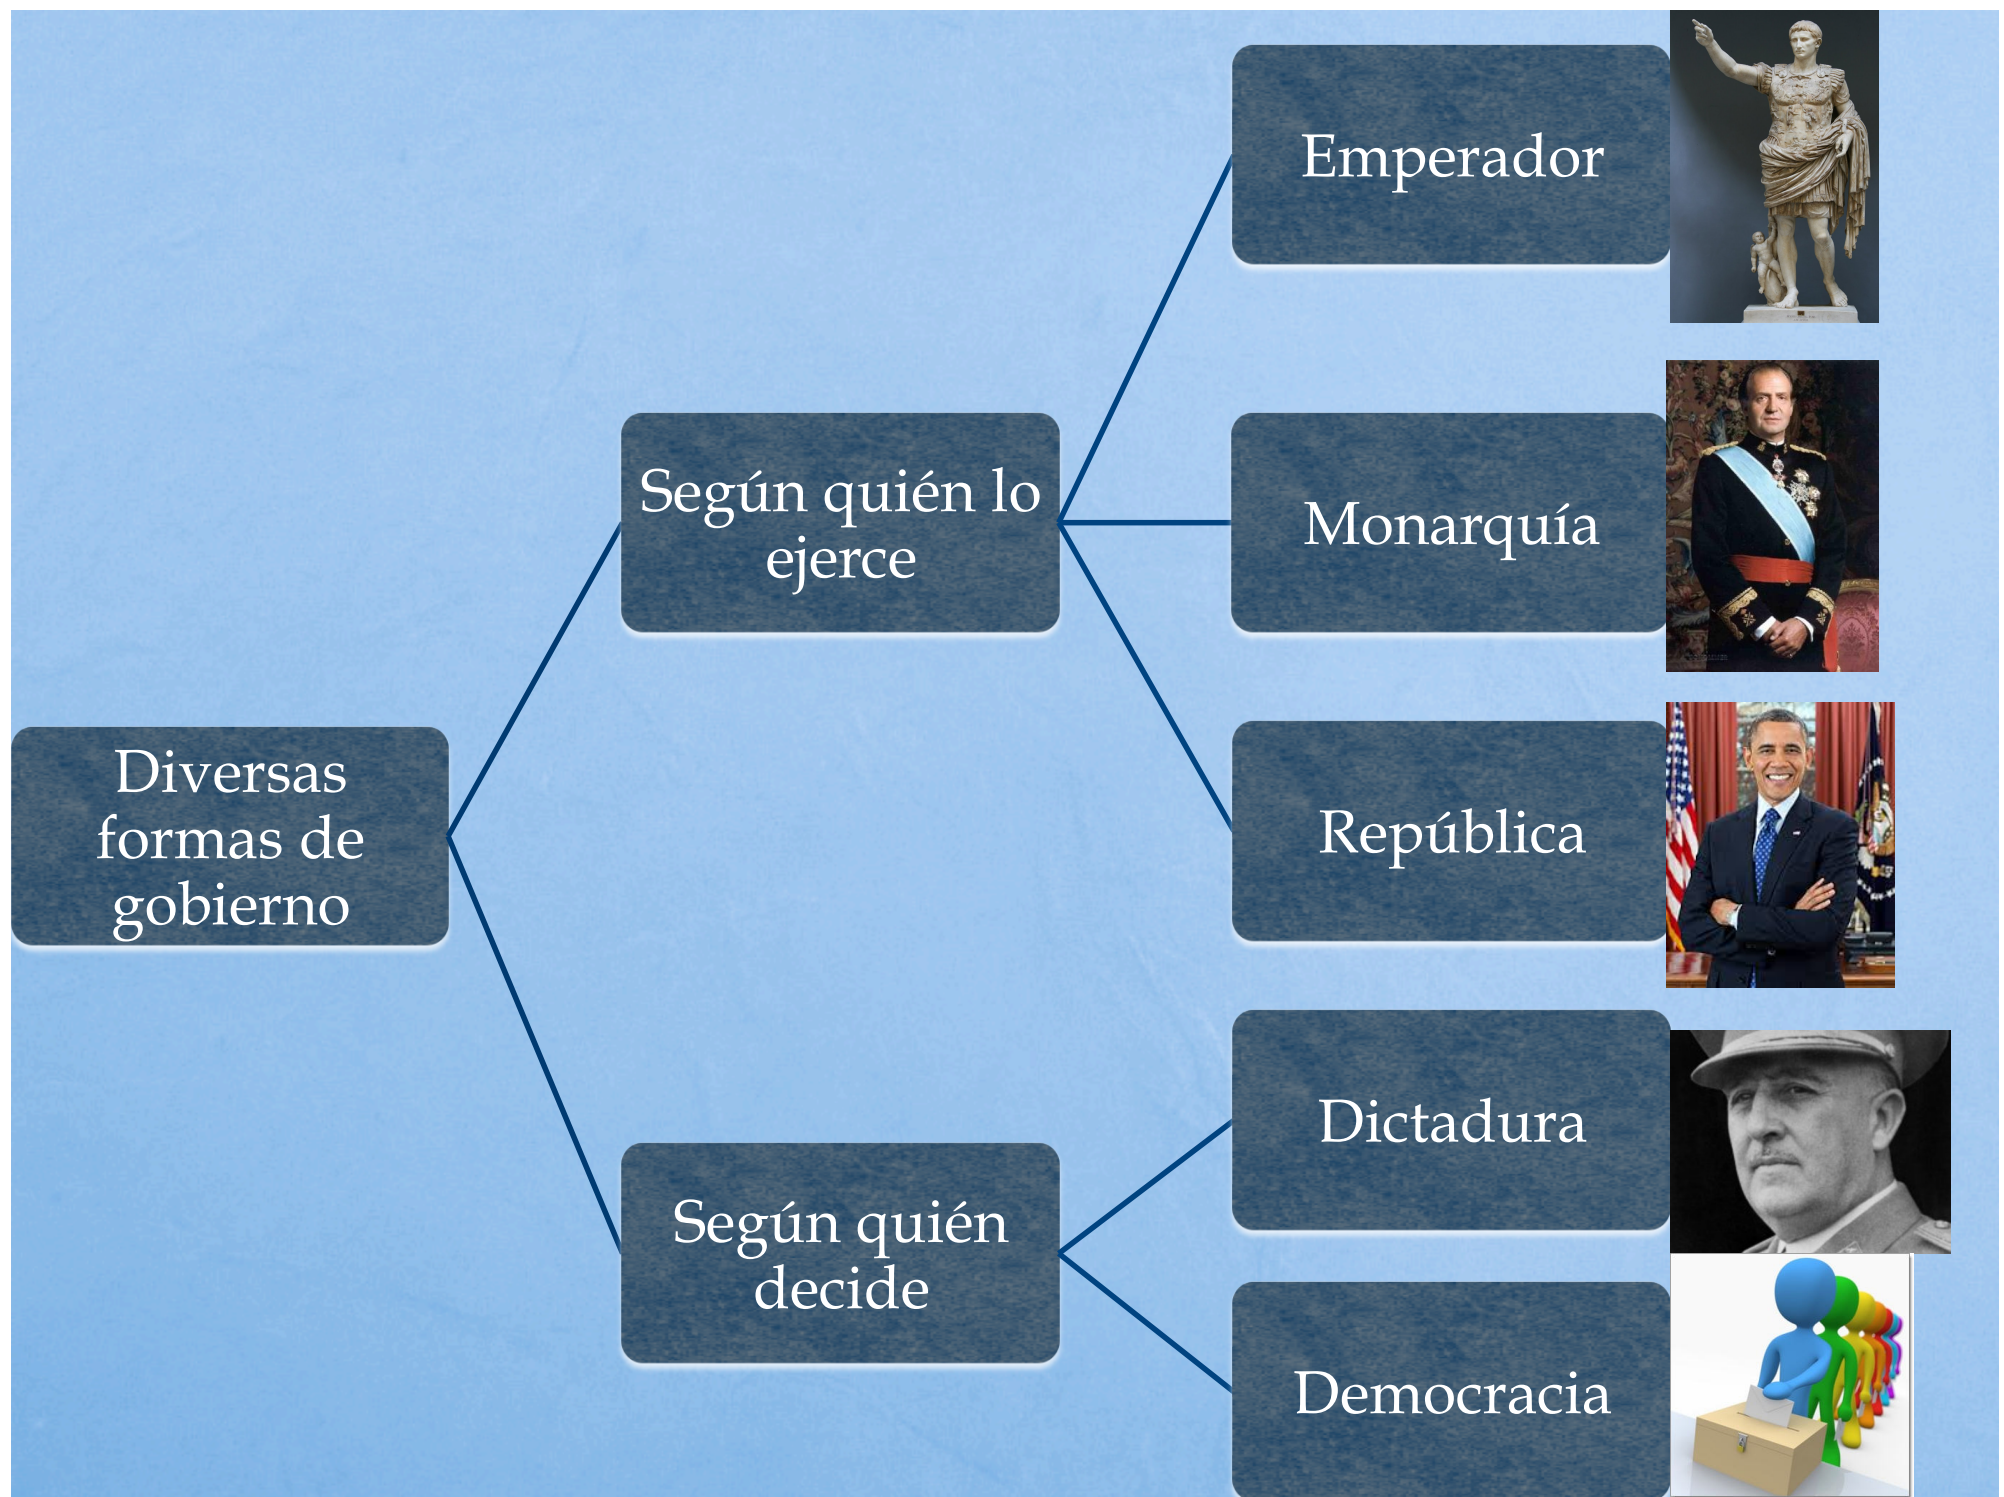 Diversas
formas de
gobierno
Según quién lo
ejerce
Emperador
Monarquía
República
Según quién
decide
Dictadura
Democracia